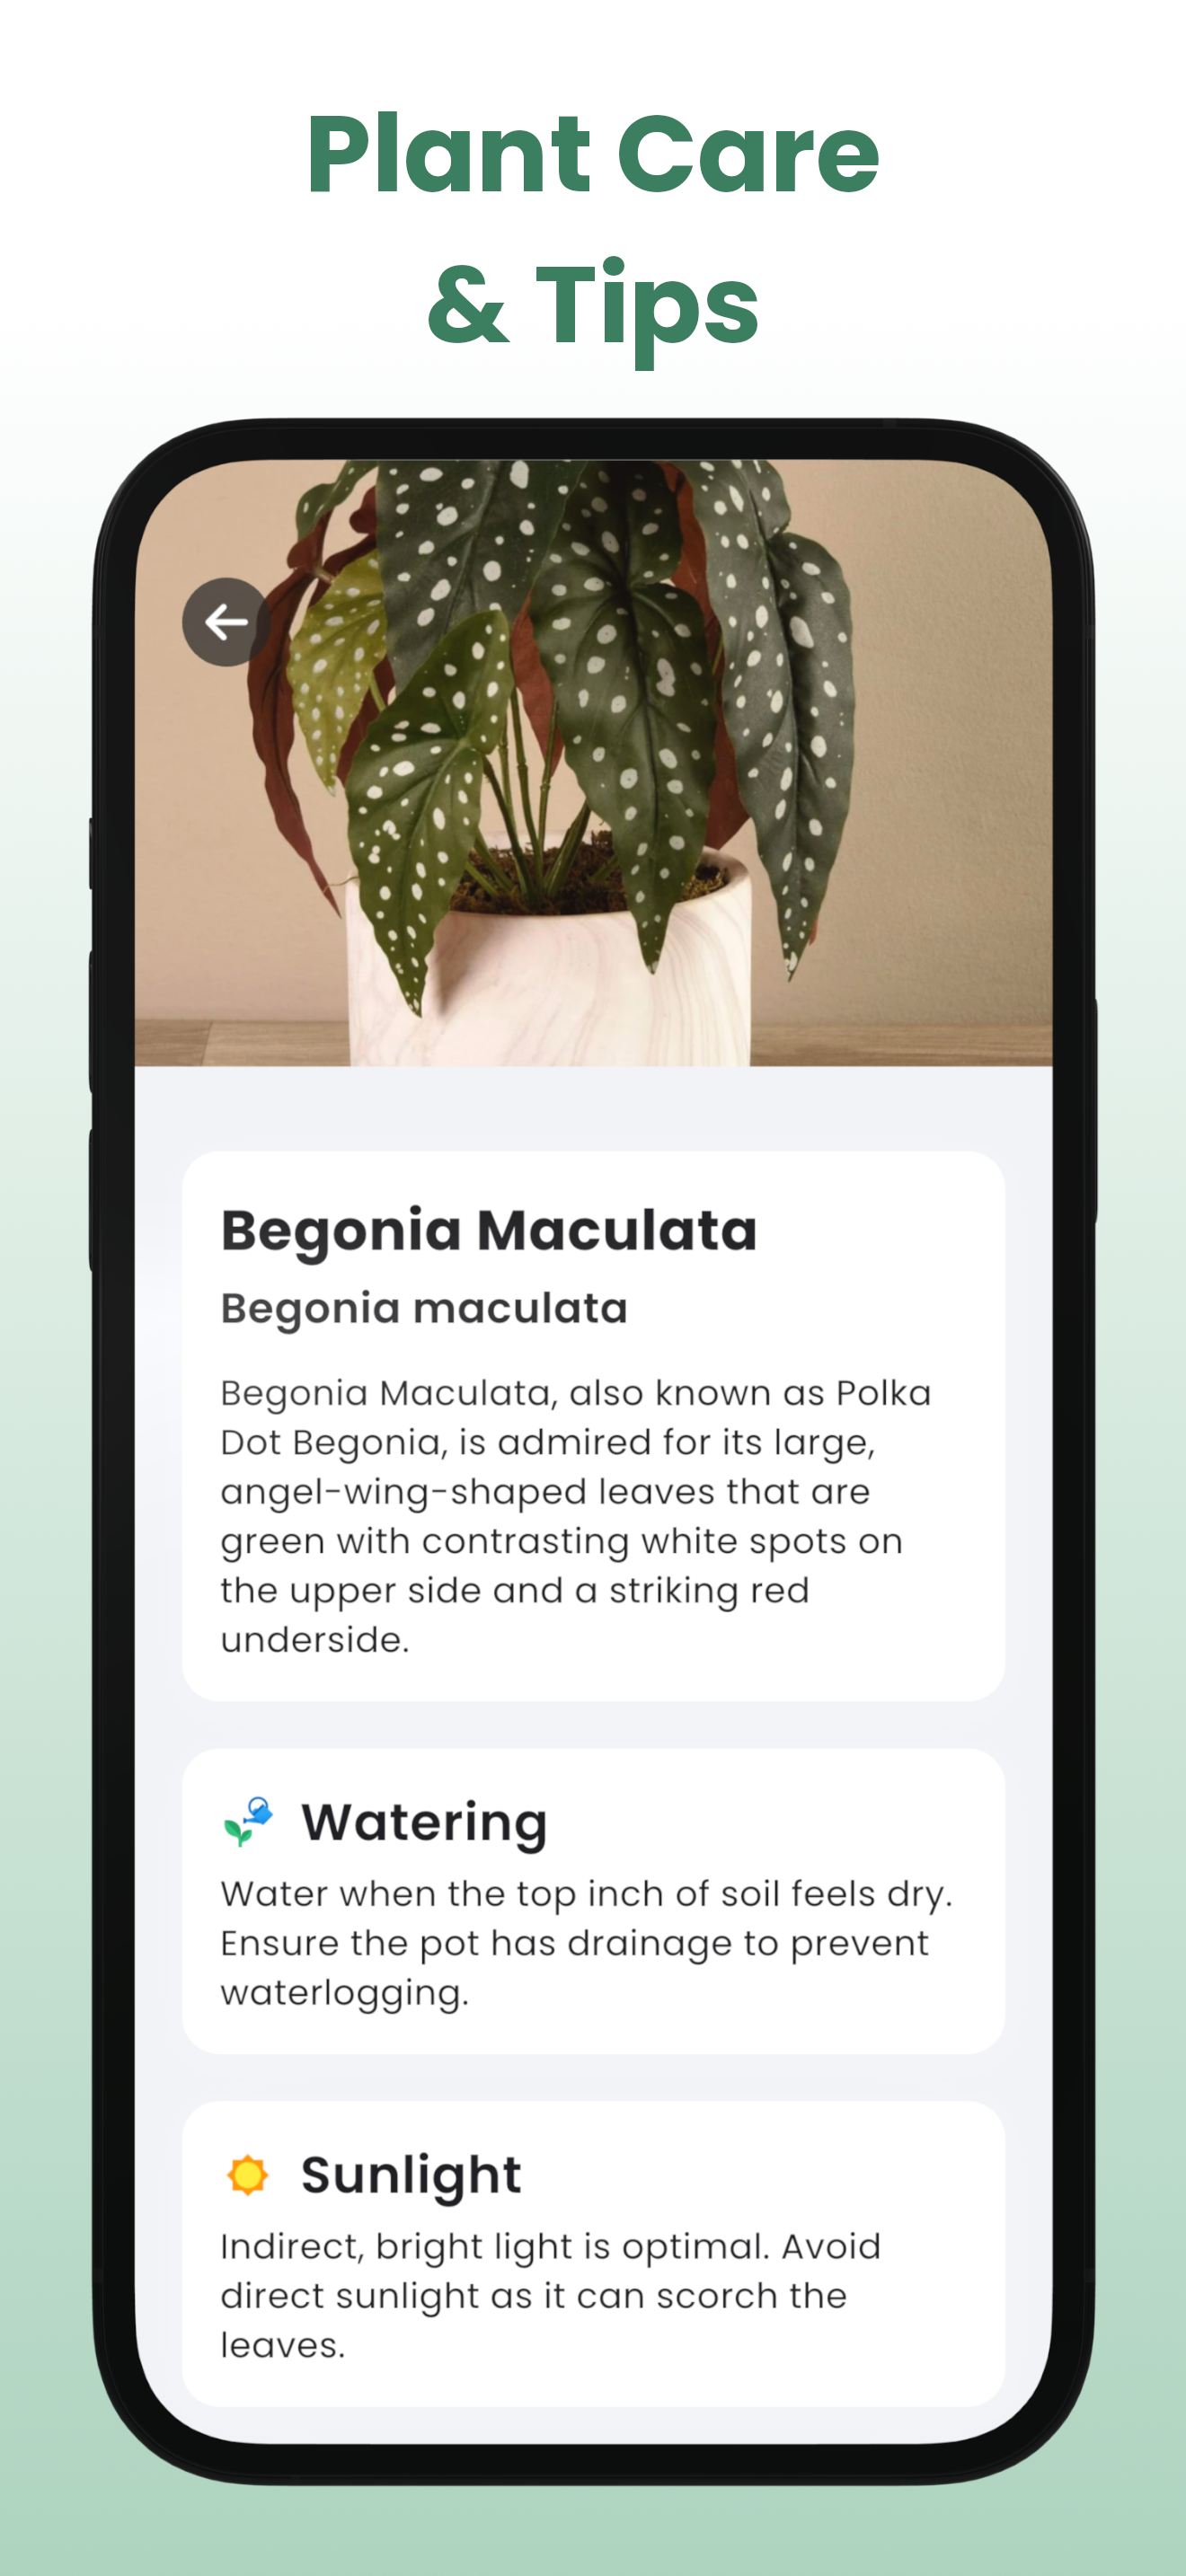 Plant Care
& Tips
Begonia Maculata
Begonia maculata
Begonia Maculata, also known as Polka
Dot Begonia, is admired for its large,
angel-wing-shaped leaves that are
green with contrasting white spots on
the upper side and a striking red
underside.
Watering
Water when the top inch of soil feels dry.
Ensure the pot has drainage to prevent
waterlogging.
Sunlight
Indirect, bright light is optimal. Avoid
direct sunlight as it can scorch the
leaves.